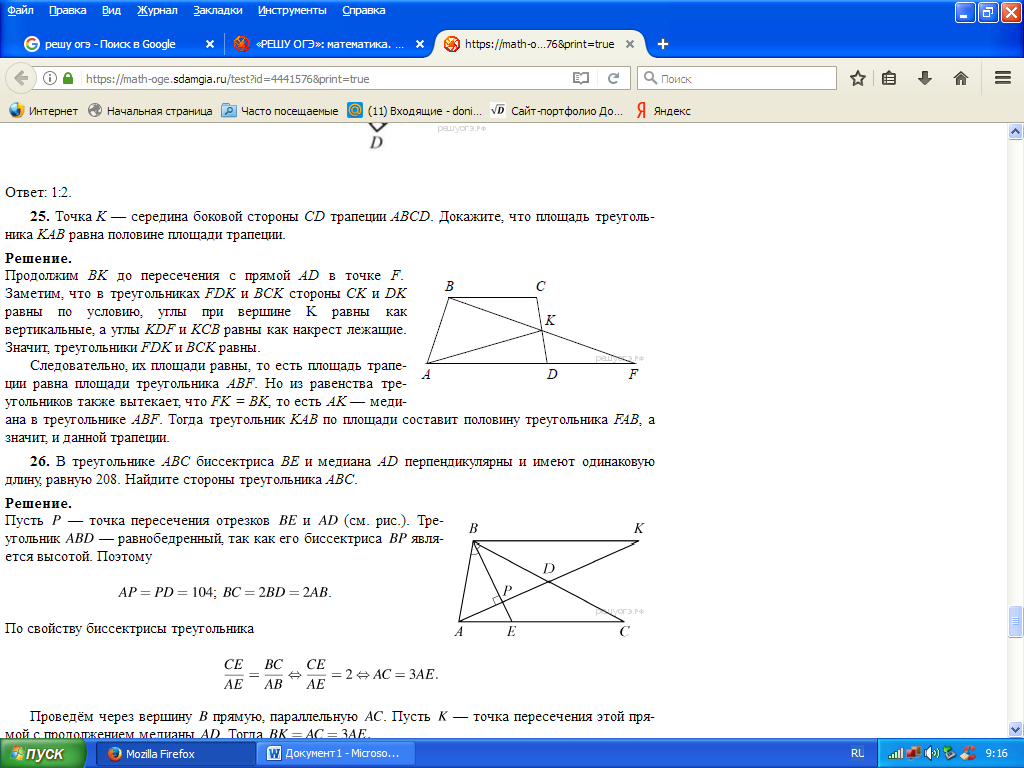 Файл Правка Вид Журнал Закладки Инструменты Справка
решу огэ - Поиск в Google
«РЕШУ ОГЭ»: математика. ...
https://math-o...76&print=true
https://math-oge.sdamgia.ru/test?id=4441576&print=true
Поиск
Интернет Начальная страница Часто посещаемые (11) Входящие - doni... Сайт-портфолио До... Яндекс
решуогэ.рф
D
Ответ: 1:2.
25. Точка K — середина боковой стороны CD трапеции ABCD. Докажите, что площадь треуголь-
ника KAB равна половине площади трапеции.
Решение.
Продолжим BK до пересечения с прямой AD в точке F.
Заметим, что в треугольниках FDK и BCK стороны CK и DK
равны по условию, углы при вершине K равны как
вертикальные, а углы KDF и KCB равны как накрест лежащие.
Значит, треугольники FDK и BCK равны.
B C
K
решуогэ.рф
A D F
Следовательно, их площади равны, то есть площадь трапе-
ции равна площади треугольника ABF. Но из равенства тре-
угольников также вытекает, что FK = BK, то есть AK — меди-
ана в треугольнике ABF. Тогда треугольник KAB по площади составит половину треугольника FAB, а
значит, и данной трапеции.
26. В треугольнике ABC биссектриса BE и медиана AD перпендикулярны и имеют одинаковую
длину, равную 208. Найдите стороны треугольника ABC.
Решение.
Пусть P — точка пересечения отрезков BE и AD (см. рис.). Тре-
угольник ABD — равнобедренный, так как его биссектриса BP явля-
ется высотой. Поэтому
AP = PD = 104; BC = 2BD = 2AB.
B K
D
P
решуогэ.рф
A E C
По свойству биссектрисы треугольника
CE/AE = BC/AB ⇔ CE/AE = 2 ⇔ AC = 3AE.
Проведём через вершину B прямую, параллельную AC. Пусть K — точка пересечения этой пря-
мой с продолжением медианы AD. Тогда BK = AC = 3AE.
пуск
Mozilla Firefox
Документ1 - Microso...
RU
9:16